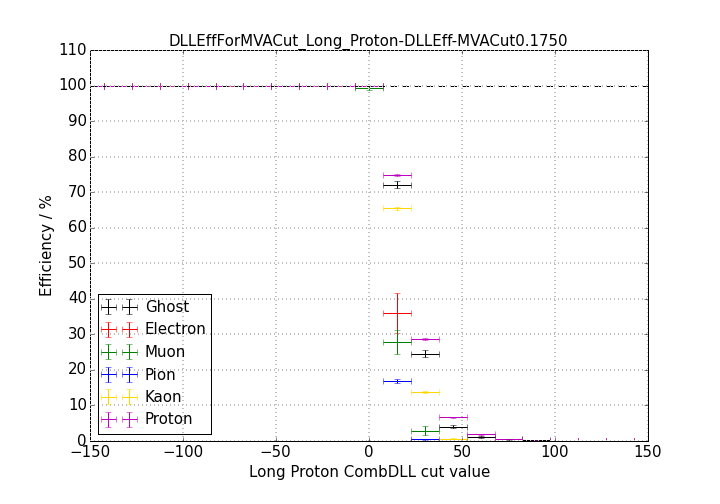 DLLEffForMVACut_Long_Proton-DLLEff-MVACut0.1750
110
100
90
80
70
60
50
40
30
20
10
0
Efficiency / %
Ghost
Electron
Muon
Pion
Kaon
Proton
−150 −100 −50 0 50 100 150
Long Proton CombDLL cut value